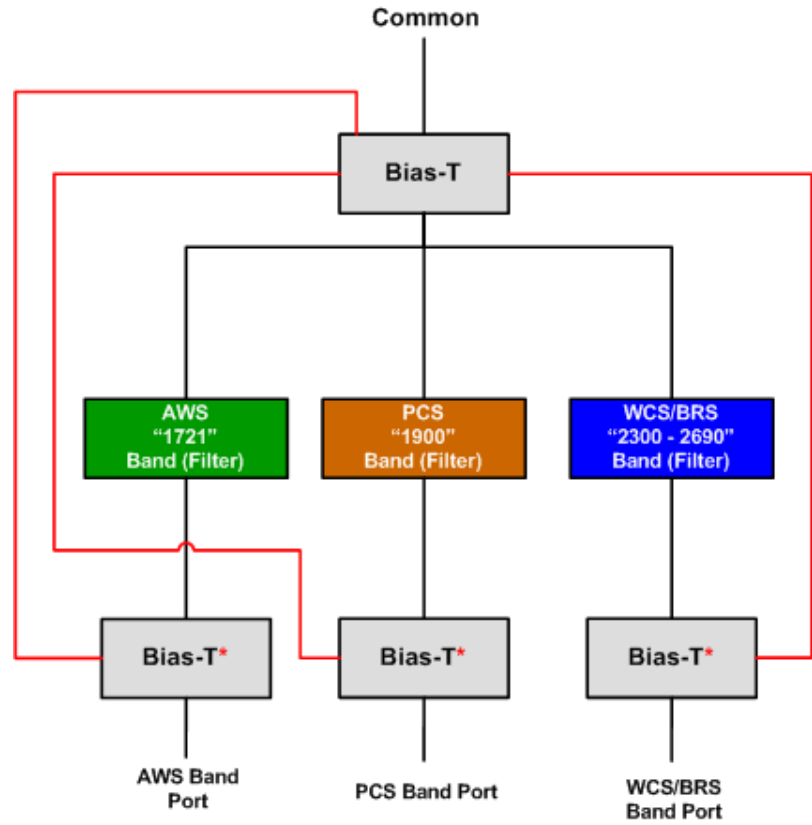 Common
Bias-T
AWS
“1721”
Band (Filter)
PCS
“1900”
Band (Filter)
WCS/BRS
“2300 - 2690”
Band (Filter)
Bias-T*
Bias-T*
Bias-T*
AWS Band
Port
PCS Band Port
WCS/BRS
Band Port